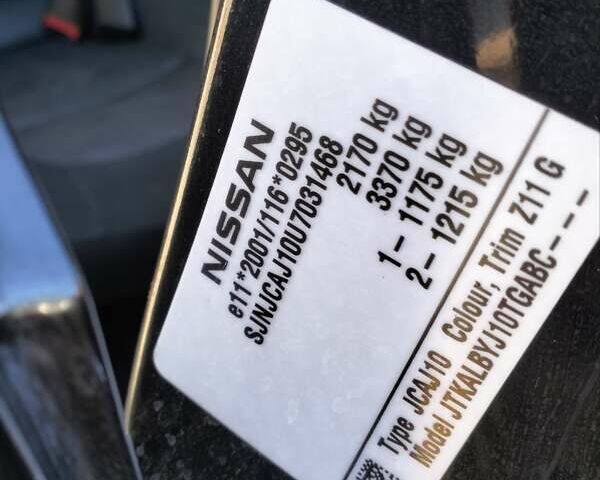 NISSAN
e11*2001/116*0295
SJNJCAJ10U7031468
2170 kg
3370 kg
1– 1175 kg
2– 1215 kg
Type JCAJ10 Colour, Trim Z11 G
Model JTKALBYJ10TGABC– – –